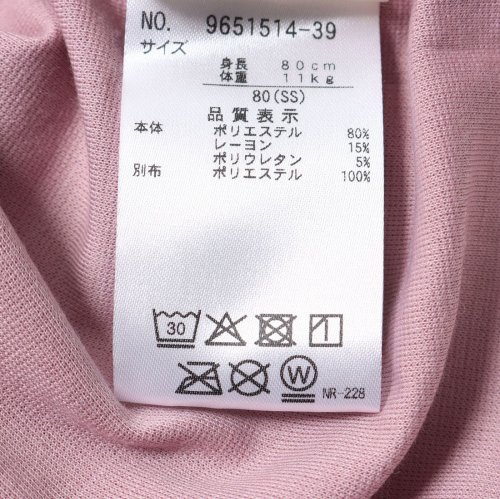 NO. 9651514-39
サイズ
身長 80cm
体重 11kg
80(SS)
品質表示
本体 ポリエステル 80%
レーヨン 15%
ポリウレタン 5%
別布 ポリエステル 100%
30
W
NR-228